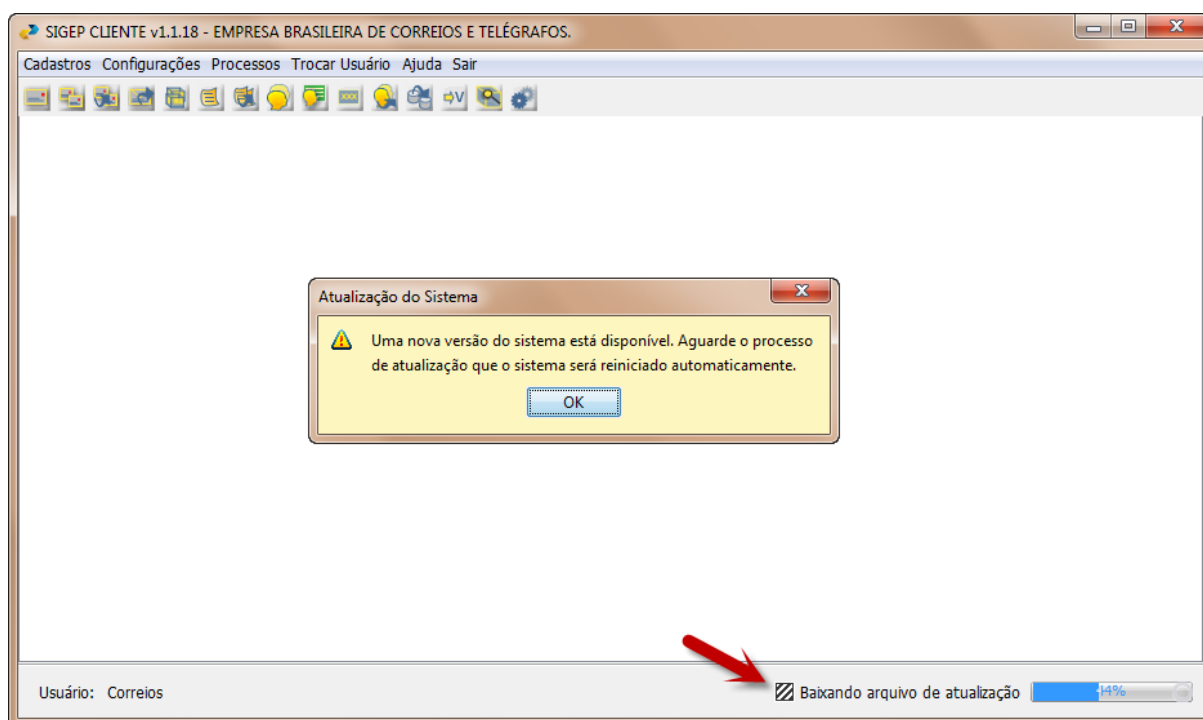 SIGEP CLIENTE v1.1.18 - EMPRESA BRASILEIRA DE CORREIOS E TELÉGRAFOS.
Cadastros Configurações Processos Trocar Usuário Ajuda Sair
Atualização do Sistema
Uma nova versão do sistema está disponível. Aguarde o processo
de atualização que o sistema será reiniciado automaticamente.
OK
Usuário: Correios
Baixando arquivo de atualização